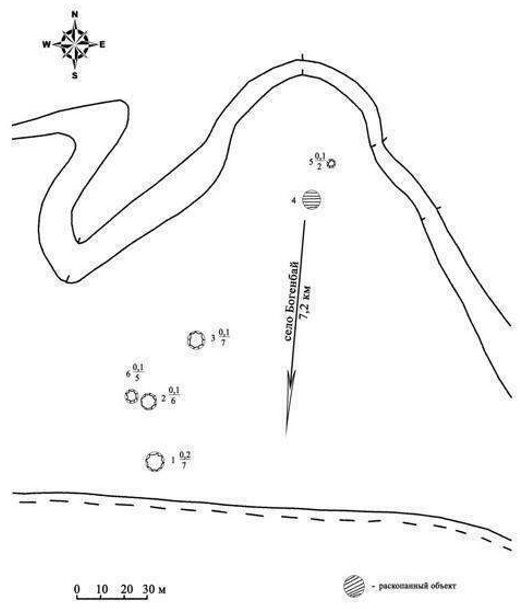 N
W E
S
5 0,1
2
4
село Богенбай
7,2 км
3 0,1
7
6 0,1
5
2 0,1
6
1 0,2
7
0 10 20 30 м
- раскопанный объект